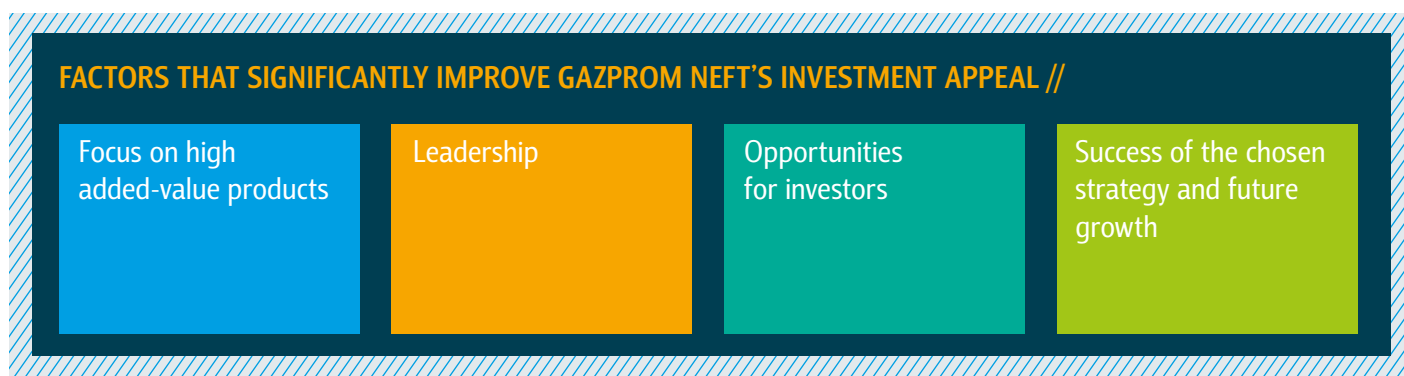 FACTORS THAT SIGNIFICANTLY IMPROVE GAZPROM NEFT’S INVESTMENT APPEAL //
Focus on high
added-value products
Leadership
Opportunities
for investors
Success of the chosen
strategy and future
growth